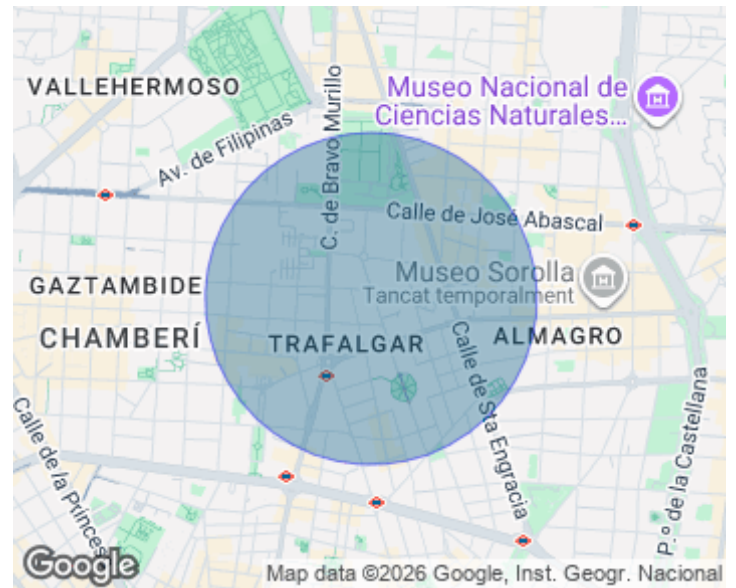 VALLEHERMOSO
Museo Nacional de
Ciencias Naturales...
C. de Bravo Murillo
Av. de Filipinas
Calle de José Abascal
GAZTAMBIDE
Museo Sorolla
Tancat temporalment
CHAMBERÍ
TRAFALGAR
ALMAGRO
Calle de Sta Engracia
Calle de la Princes
P.º de la Castellana
Google
Map data ©2026 Google, Inst. Geogr. Nacional